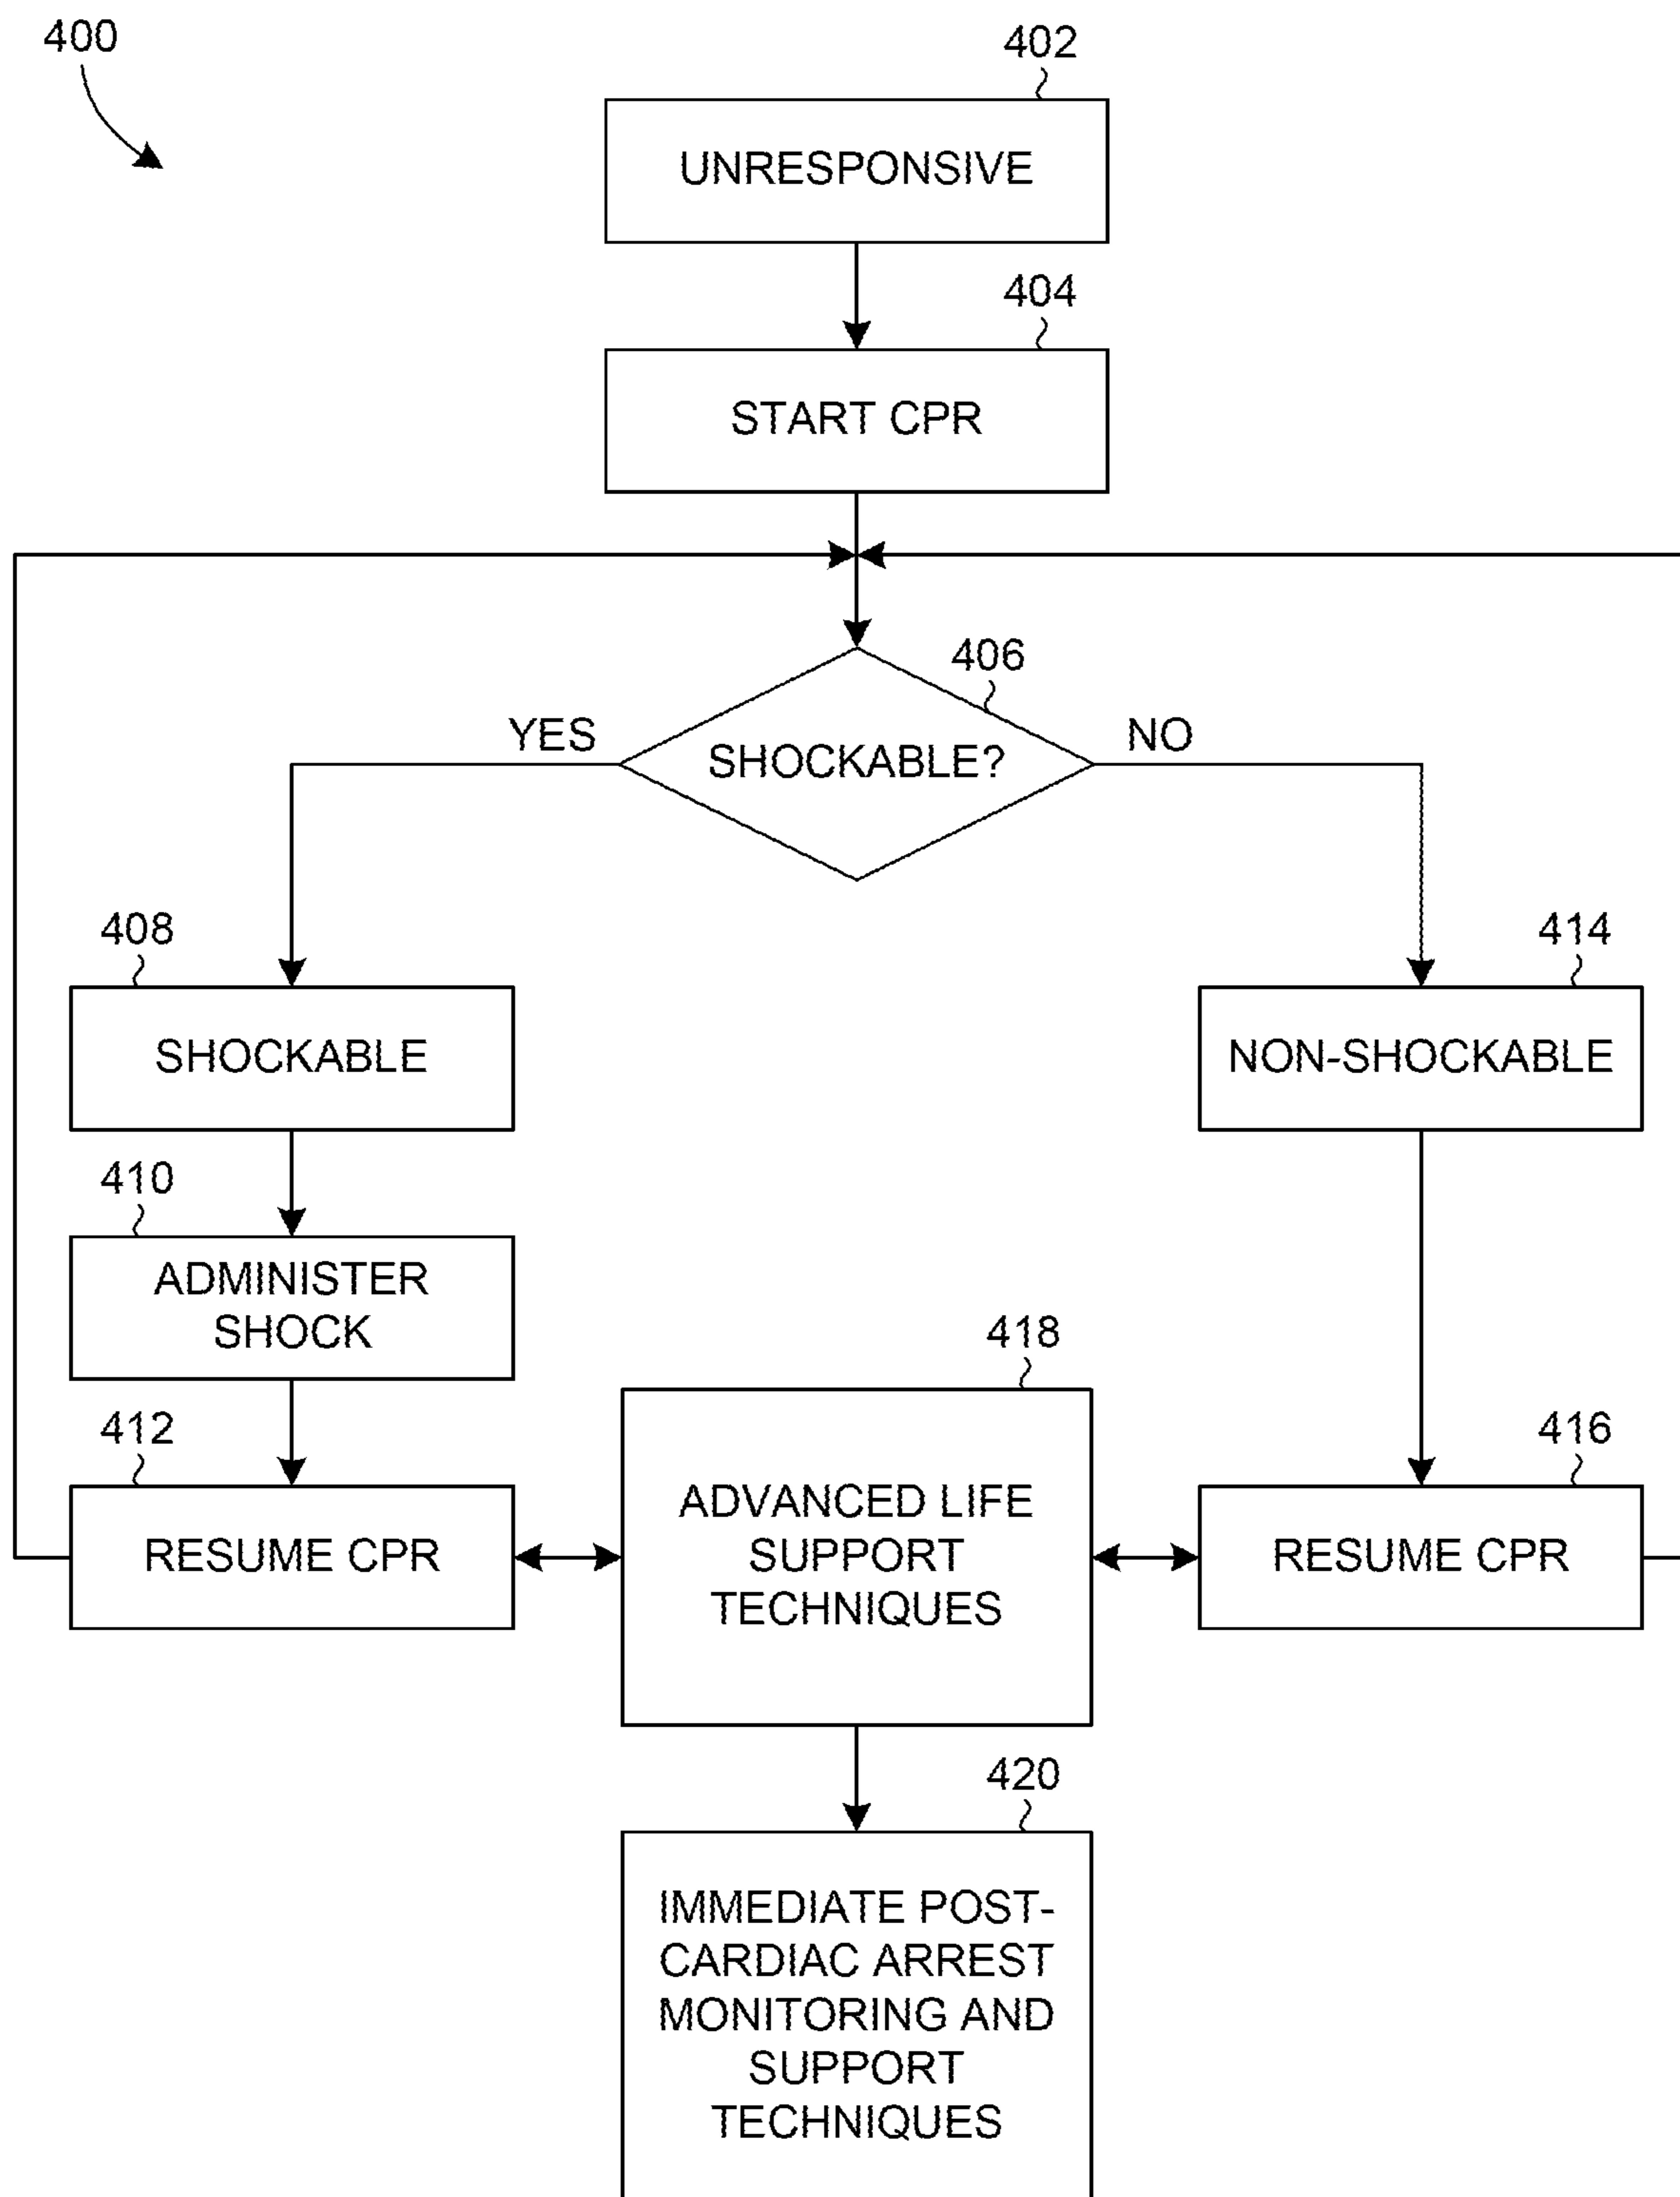 400
402
UNRESPONSIVE
404
START CPR
406
YES
SHOCKABLE?
NO
408
SHOCKABLE
414
NON-SHOCKABLE
410
ADMINISTER
SHOCK
418
ADVANCED LIFE
SUPPORT
TECHNIQUES
412
RESUME CPR
416
RESUME CPR
420
IMMEDIATE POST-
CARDIAC ARREST
MONITORING AND
SUPPORT
TECHNIQUES